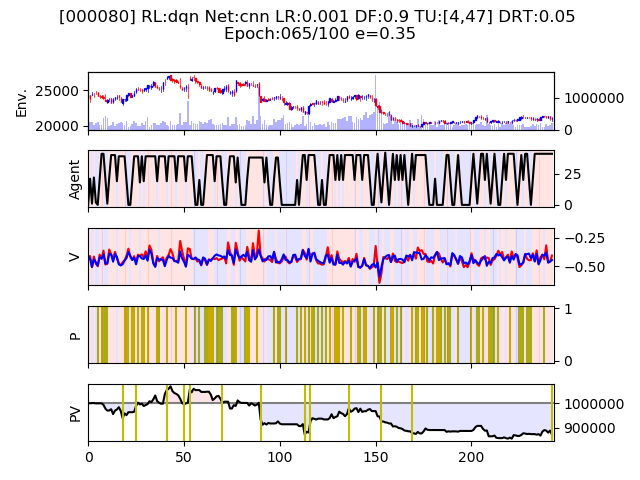 [000080] RL:dqn Net:cnn LR:0.001 DF:0.9 TU:[4,47] DRT:0.05
Epoch:065/100 e=0.35
Env.
25000
20000
1000000
0
Agent
25
0
V
−0.25
−0.50
P
1
0
PV
1000000
900000
0
50
100
150
200